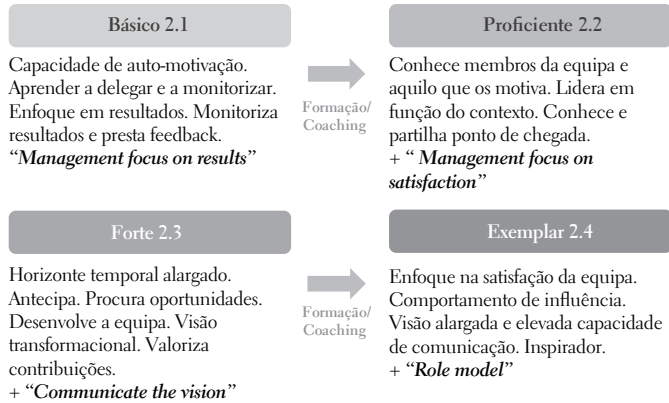 Básico 2.1
Capacidade de auto-motivação.
Aprender a delegar e a monitorizar.
Enfoque em resultados. Monitoriza
resultados e presta feedback.
“Management focus on results”
Formação/
Coaching
Proficiente 2.2
Conhece membros da equipa e
aquilo que os motiva. Lidera em
função do contexto. Conhece e
partilha ponto de chegada.
+ “ Management focus on
satisfaction”
Forte 2.3
Horizonte temporal alargado.
Antecipa. Procura oportunidades.
Desenvolve a equipa. Visão
transformacional. Valoriza
contribuições.
+ “Communicate the vision”
Formação/
Coaching
Exemplar 2.4
Enfoque na satisfação da equipa.
Comportamento de influência.
Visão alargada e elevada capacidade
de comunicação. Inspirador.
+ “Role model”